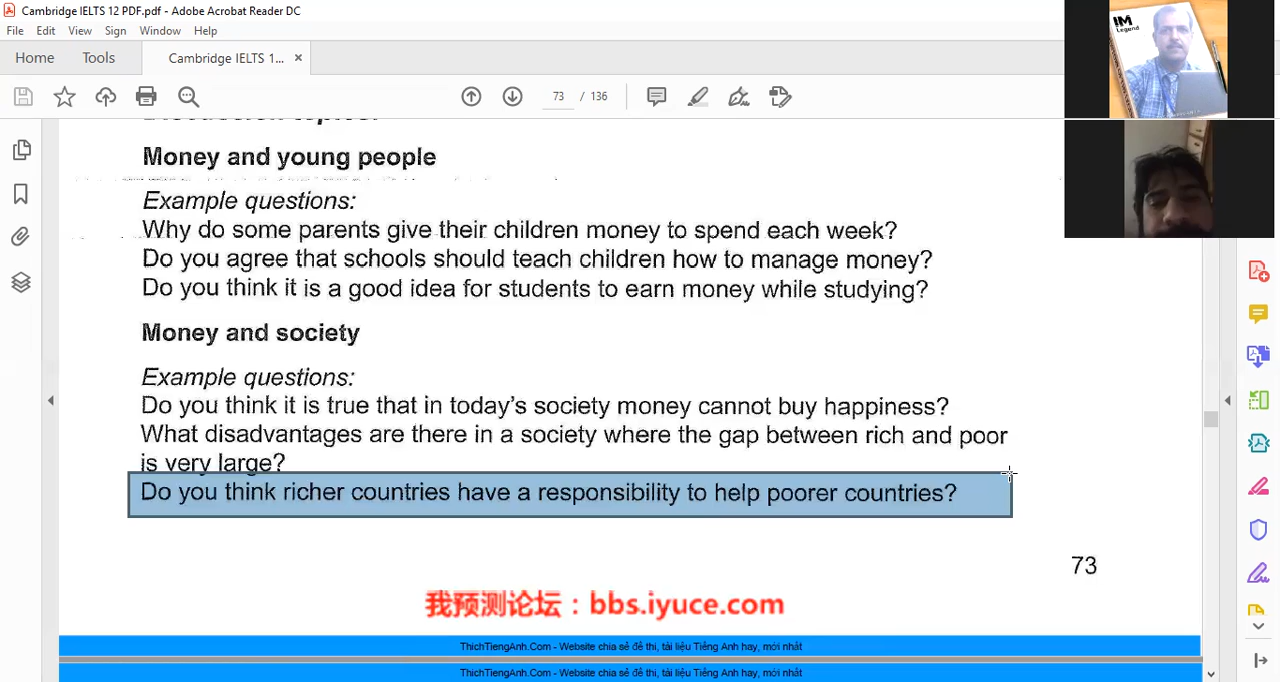 Cambridge IELTS 12 PDF.pdf - Adobe Acrobat Reader DC
File Edit View Sign Window Help
Home Tools Cambridge IELTS 1...
73 / 136
IM
Legend
Discussion topics:
Money and young people
Example questions:
Why do some parents give their children money to spend each week?
Do you agree that schools should teach children how to manage money?
Do you think it is a good idea for students to earn money while studying?
Money and society
Example questions:
Do you think it is true that in today's society money cannot buy happiness?
What disadvantages are there in a society where the gap between rich and poor
is very large?
Do you think richer countries have a responsibility to help poorer countries?
73
我预测论坛：bbs.iyuce.com
ThichTiengAnh.Com - Website chia sẻ đề thi, tài liệu Tiếng Anh hay, mới nhất
ThichTiengAnh.Com - Website chia sẻ đề thi, tài liệu Tiếng Anh hay, mới nhất